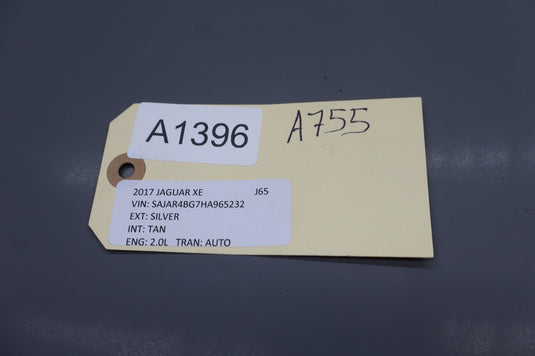 A1396
A755
2017 JAGUAR XE J65
VIN: SAJAR4BG7HA965232
EXT: SILVER
INT: TAN
ENG: 2.0L TRAN: AUTO